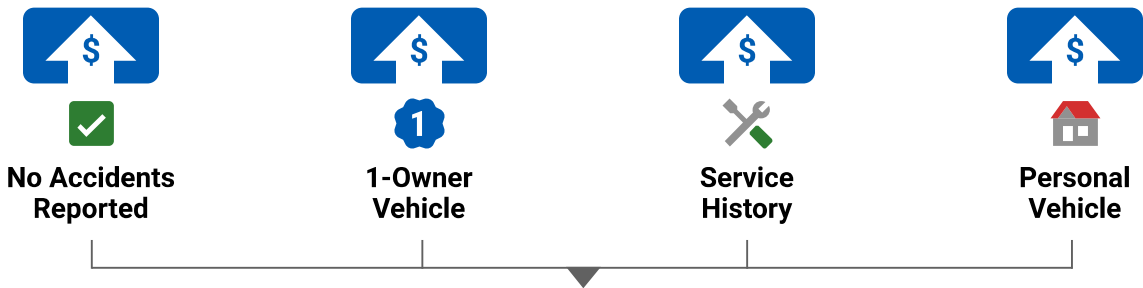 $
$
$
$
1
No Accidents
Reported
1-Owner
Vehicle
Service
History
Personal
Vehicle